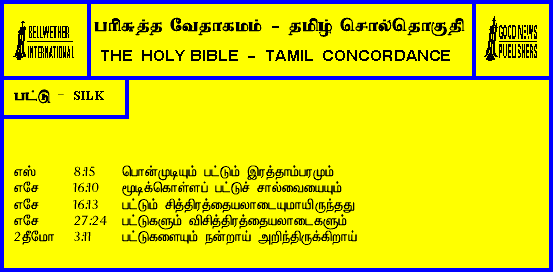 BELLWETHER
INTERNATIONAL
பரிசுத்த வேதாகமம் - தமிழ் சொல்தொகுதி
THE HOLY BIBLE - TAMIL CONCORDANCE
GOOD NEWS
PUBLISHERS
பட்டு - SILK
எஸ் 8:15 பொன்முடியும் பட்டும் இரத்தாம்பரமும்
எசே 16:10 மூடிக்கொள்ளப் பட்டுச் சால்வையையும்
எசே 16:13 பட்டும் சித்திரத்தையலாடையுமாயிருந்தது
எசே 27:24 பட்டுகளும் விசித்திரத்தையலாடைகளும்
2தீமோ 3:11 பட்டுகளையும் நன்றாய் அறிந்திருக்கிறாய்